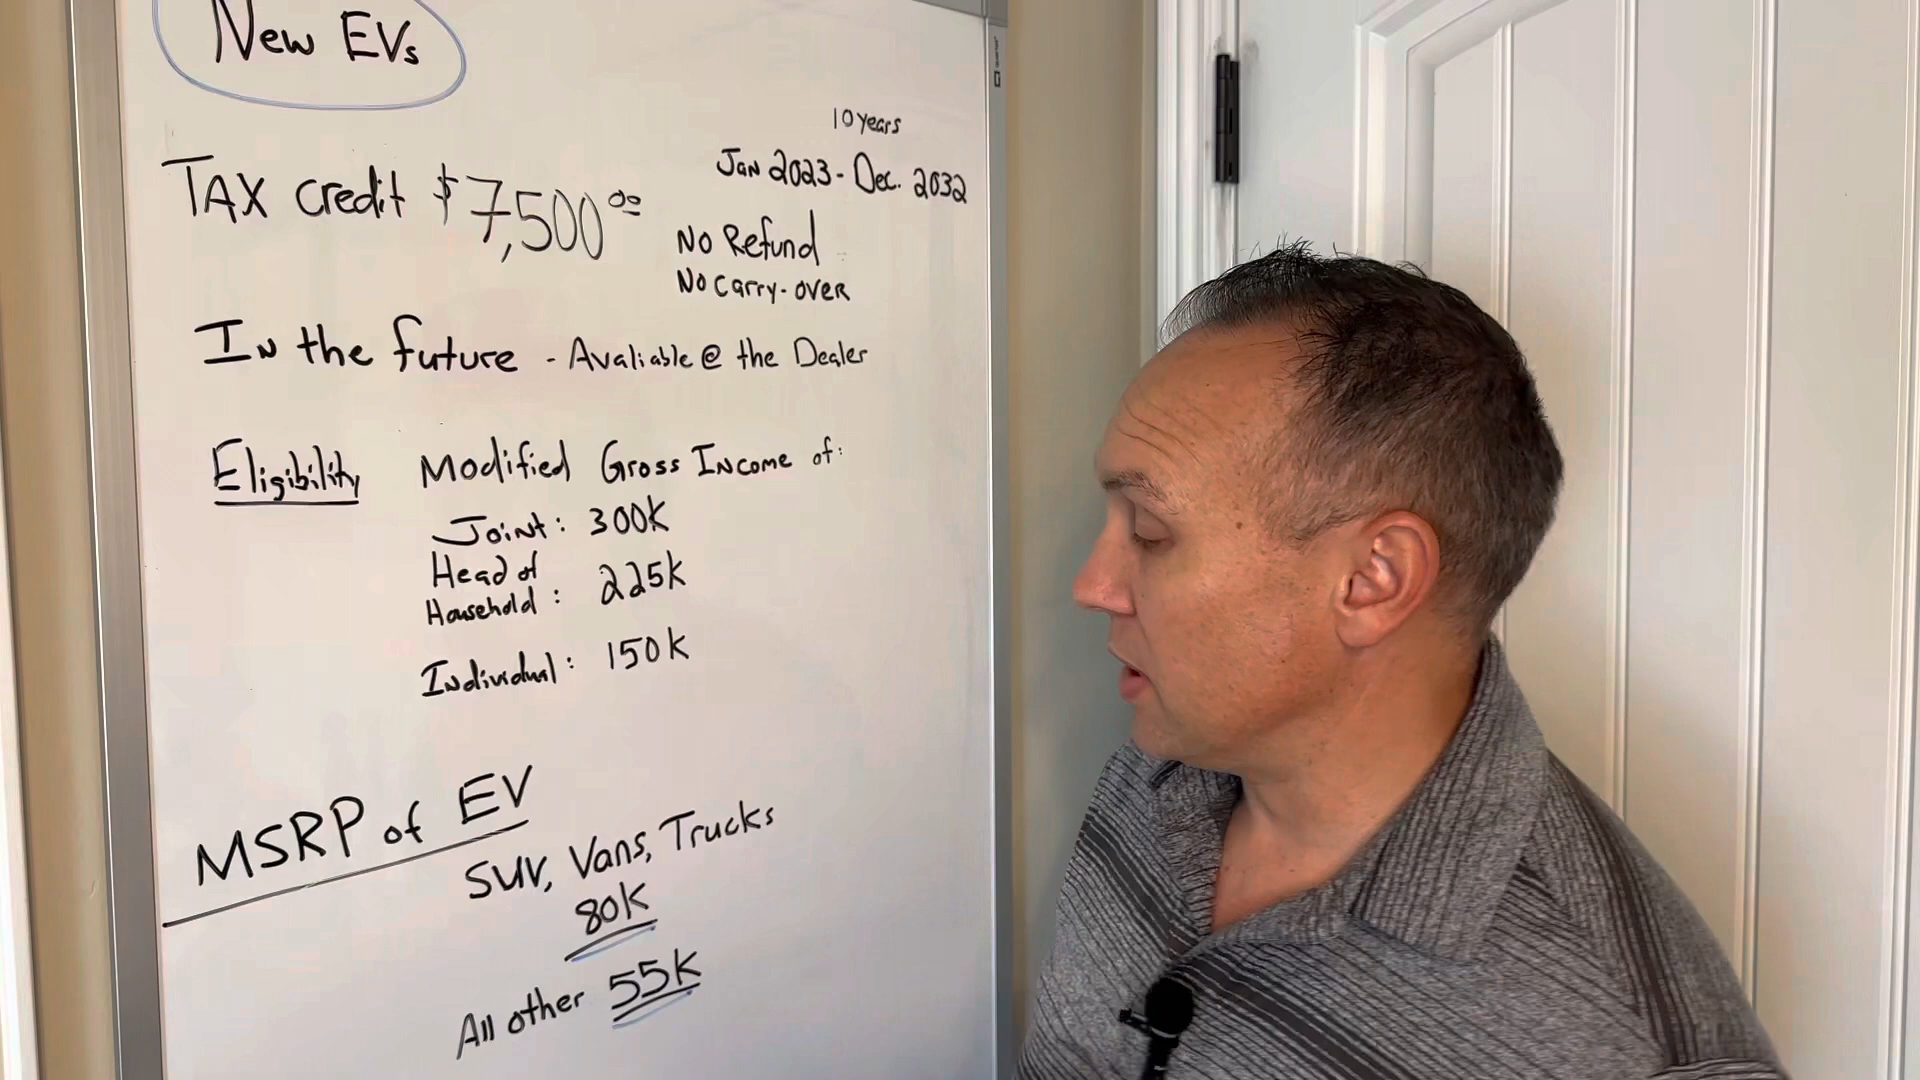 New EVs
10 years
Jan 2023 - Dec. 2032
TAX credit $7,500.00
No Refund
No carry-over
In the future - Avaliable @ the Dealer
Eligibility Modified Gross Income of:
Joint: 300K
Head of
Household: 225K
Individual: 150K
MSRP of EV
SUV, Vans, Trucks
80K
All other 55K